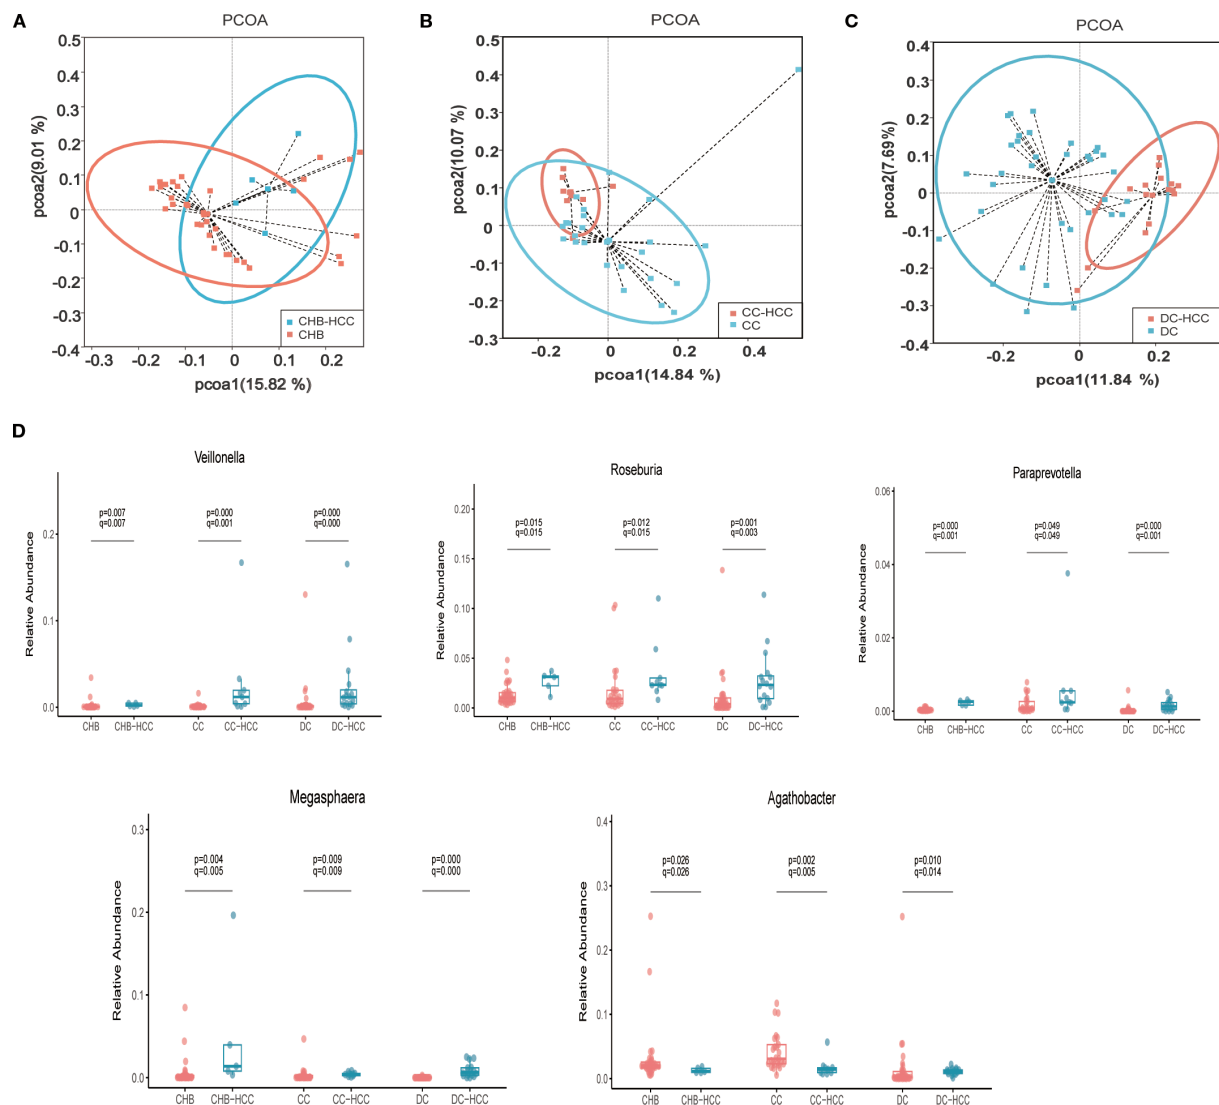 A
PCOA
0.5
0.4
0.3
0.2
0.1
0
-0.1
-0.2
-0.3
-0.4
pcoa2(9.01 %)
-0.3
-0.2
-0.1
0
0.1
0.2
pcoa1(15.82 %)
CHB-HCC
CHB
B
PCOA
0.5
0.4
0.3
0.2
0.1
0
-0.1
-0.2
-0.3
pcoa2(10.07 %)
-0.2
0
0.2
0.4
pcoa1(14.84 %)
CC-HCC
CC
C
PCOA
0.4
0.3
0.2
0.1
0
-0.1
-0.2
-0.3
-0.4
pcoa2(7.69%)
-0.2
0
0.2
pcoa1(11.84 %)
DC-HCC
DC
D
Veillonella
Relative Abundance
0.2
0.1
0.0
p=0.007
q=0.007
p=0.000
q=0.001
p=0.000
q=0.000
CHB
CHB-HCC
CC
CC-HCC
DC
DC-HCC
Roseburia
Relative Abundance
0.20
0.15
0.10
0.05
0.00
p=0.015
q=0.015
p=0.012
q=0.015
p=0.001
q=0.003
CHB
CHB-HCC
CC
CC-HCC
DC
DC-HCC
Paraprevotella
Relative Abundance
0.06
0.04
0.02
0.00
p=0.000
q=0.001
p=0.049
q=0.049
p=0.000
q=0.001
CHB
CHB-HCC
CC
CC-HCC
DC
DC-HCC
Megasphaera
Relative Abundance
0.3
0.2
0.1
0.0
p=0.004
q=0.005
p=0.009
q=0.009
p=0.000
q=0.000
CHB
CHB-HCC
CC
CC-HCC
DC
DC-HCC
Agathobacter
Relative Abundance
0.4
0.3
0.2
0.1
0.0
p=0.026
q=0.026
p=0.002
q=0.005
p=0.010
q=0.014
CHB
CHB-HCC
CC
CC-HCC
DC
DC-HCC